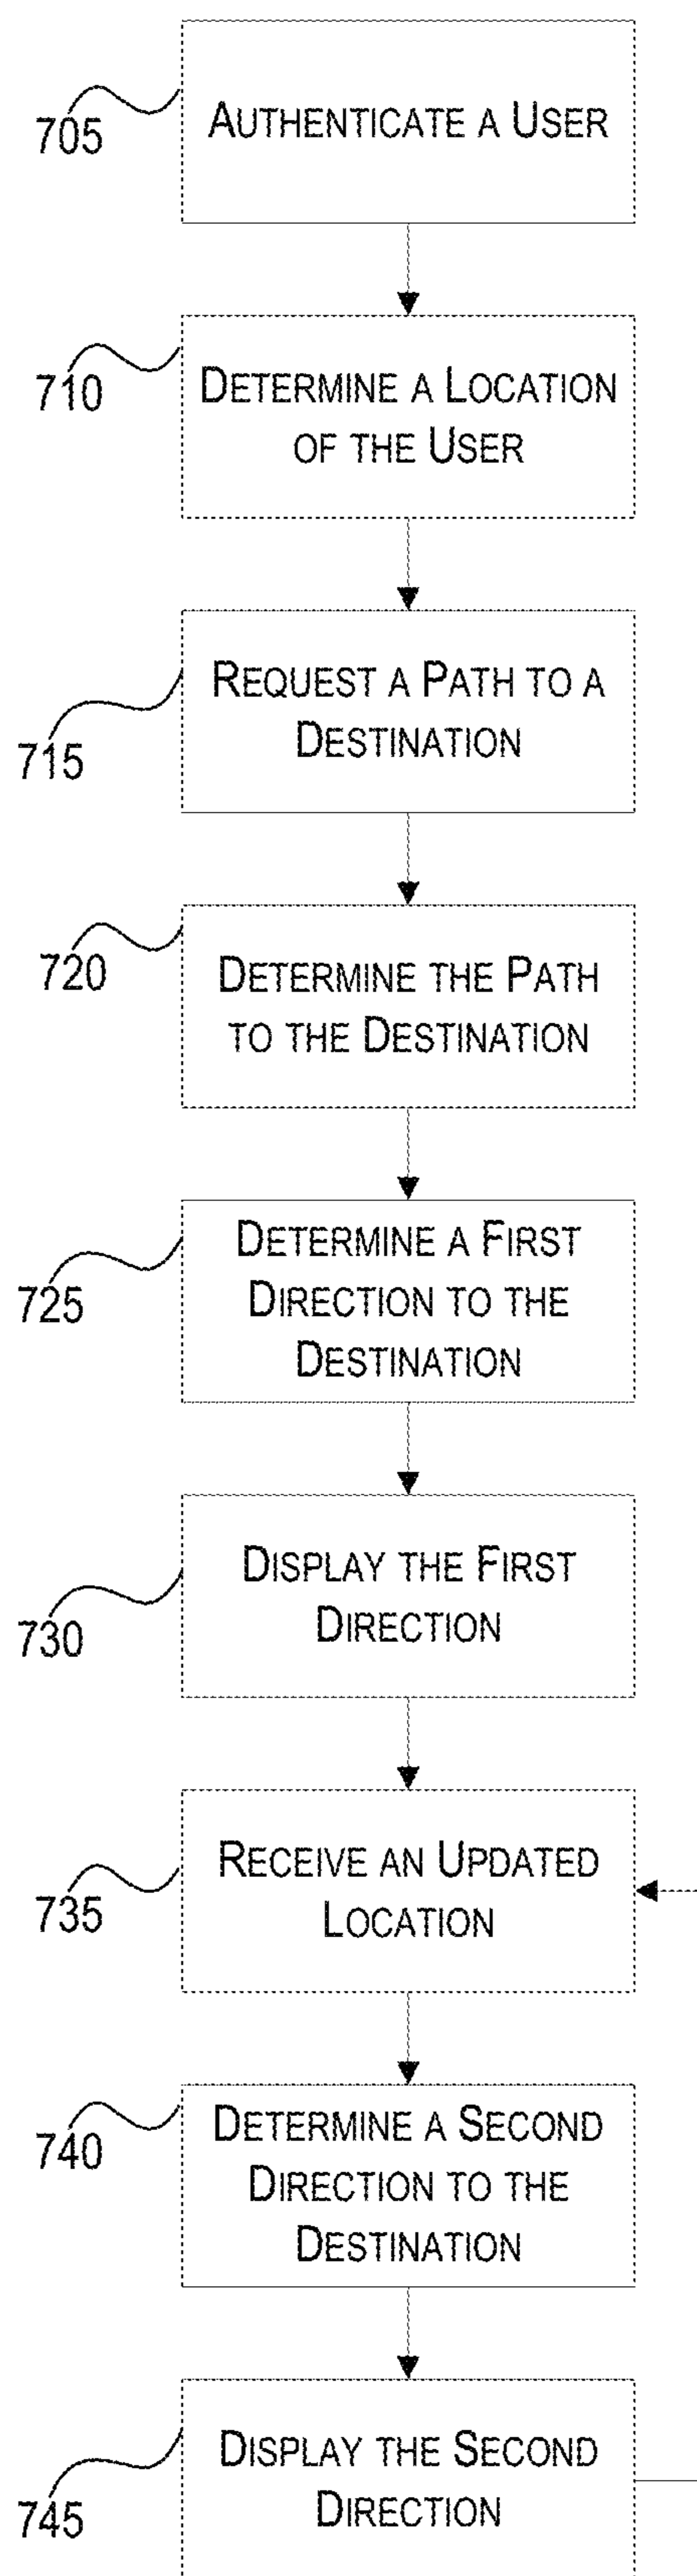 705
AUTHENTICATE A USER
710
DETERMINE A LOCATION
OF THE USER
715
REQUEST A PATH TO A
DESTINATION
720
DETERMINE THE PATH
TO THE DESTINATION
725
DETERMINE A FIRST
DIRECTION TO THE
DESTINATION
730
DISPLAY THE FIRST
DIRECTION
735
RECEIVE AN UPDATED
LOCATION
740
DETERMINE A SECOND
DIRECTION TO THE
DESTINATION
745
DISPLAY THE SECOND
DIRECTION